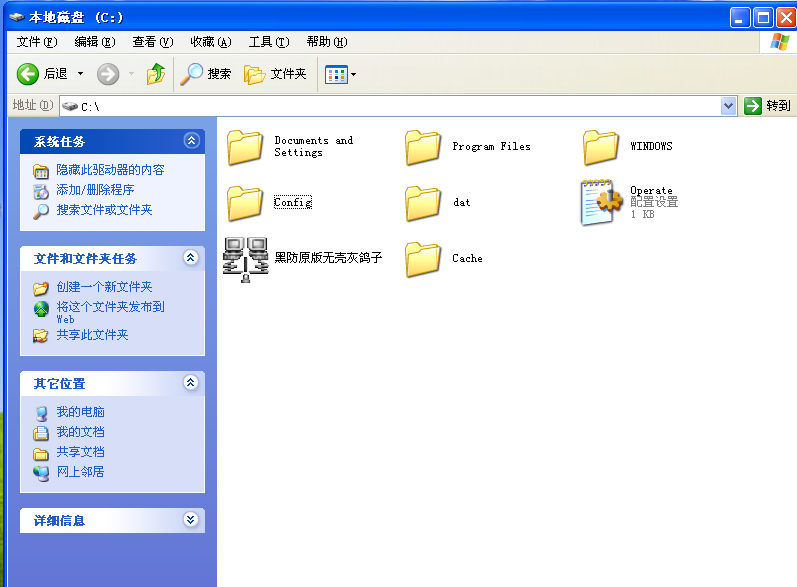 本地磁盘 (C:)
文件(F) 编辑(E) 查看(V) 收藏(A) 工具(T) 帮助(H)
后退 搜索 文件夹
地址(D) C:\ 转到
系统任务
隐藏此驱动器的内容
添加/删除程序
搜索文件或文件夹
文件和文件夹任务
创建一个新文件夹
将这个文件夹发布到
Web
共享此文件夹
其它位置
我的电脑
我的文档
共享文档
网上邻居
详细信息
Documents and
Settings
Program Files
WINDOWS
Config
dat
Operate
配置设置
1 KB
黑防原版无壳灰鸽子
Cache